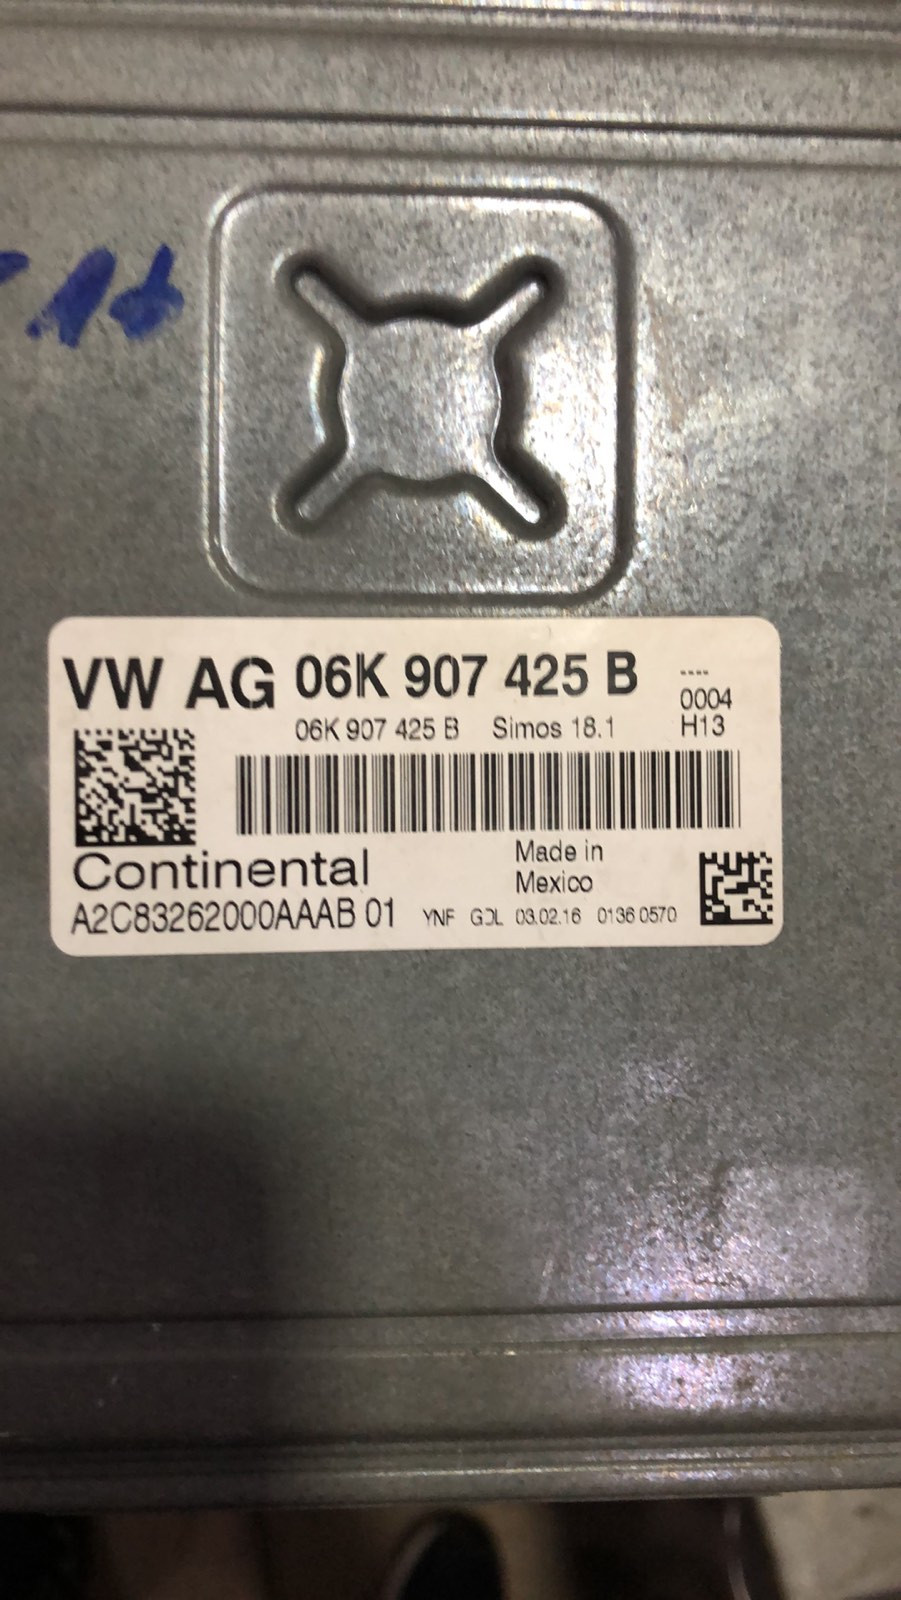 VW AG 06K 907 425 B ----
0004
06K 907 425 B Simos 18.1 H13
Continental
Made in
Mexico
A2C83262000AAAB 01 YNF GDL 03.02.16 0136 0570